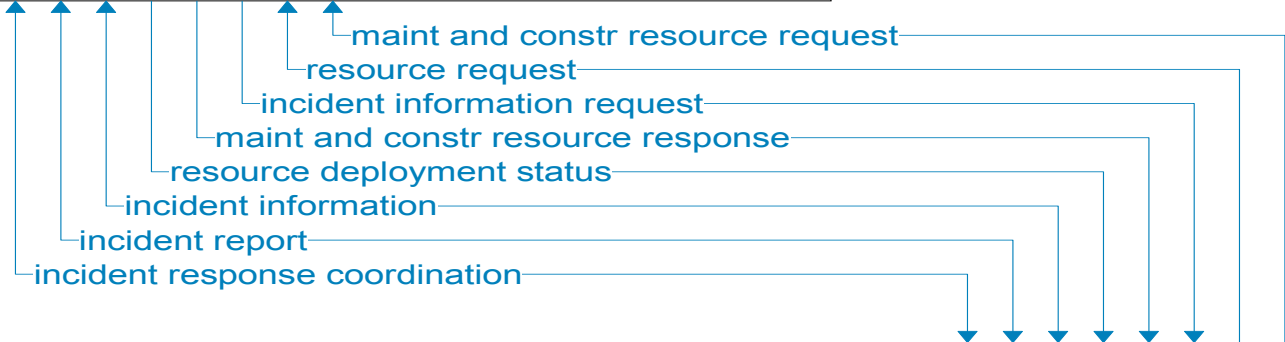 maint and constr resource request
resource request
incident information request
maint and constr resource response
resource deployment status
incident information
incident report
incident response coordination